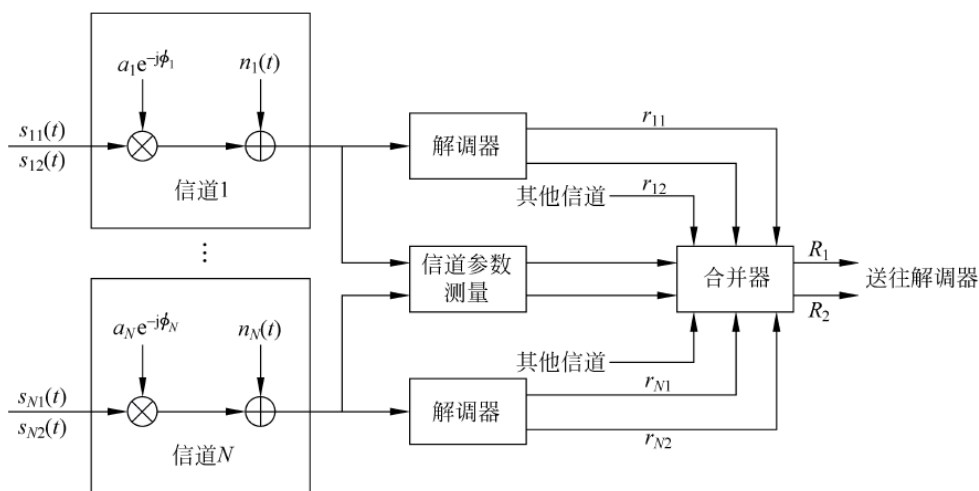 a₁e⁻ʲᶲ¹
n₁(t)
s₁₁(t)
s₁₂(t)
信道1
解调器
r₁₁
r₁₂
其他信道
⋮
信道参数
测量
合并器
R₁
R₂
送往解调器
a_N e^{-jϕ_N}
n_N(t)
s_{N1}(t)
s_{N2}(t)
信道N
其他信道
解调器
r_{N1}
r_{N2}